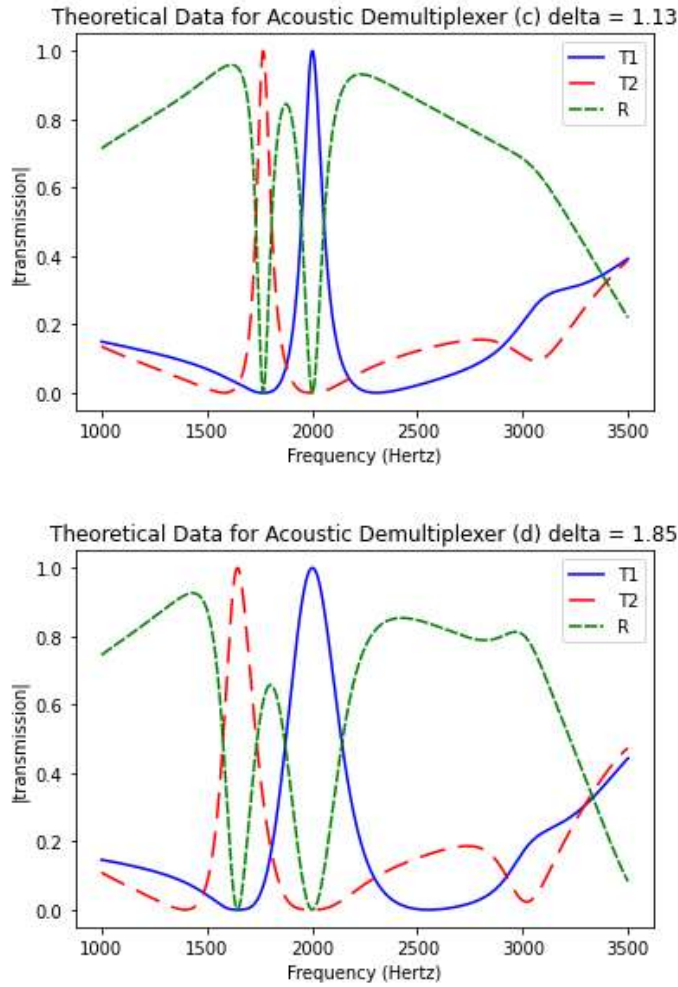 Theoretical Data for Acoustic Demultiplexer (c) delta = 1.13
1.0
0.8
0.6
0.4
0.2
0.0
|transmission|
T1
T2
R
1000 1500 2000 2500 3000 3500
Frequency (Hertz)
Theoretical Data for Acoustic Demultiplexer (d) delta = 1.85
1.0
0.8
0.6
0.4
0.2
0.0
|transmission|
T1
T2
R
1000 1500 2000 2500 3000 3500
Frequency (Hertz)